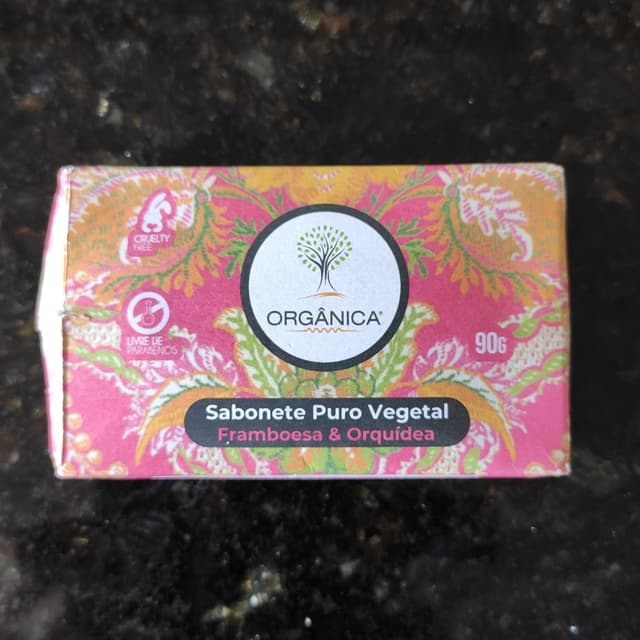 CRUELTY
FREE
ORGÂNICA®
LIVRE DE
PARABENOS
90G
Sabonete Puro Vegetal
Framboesa & Orquídea